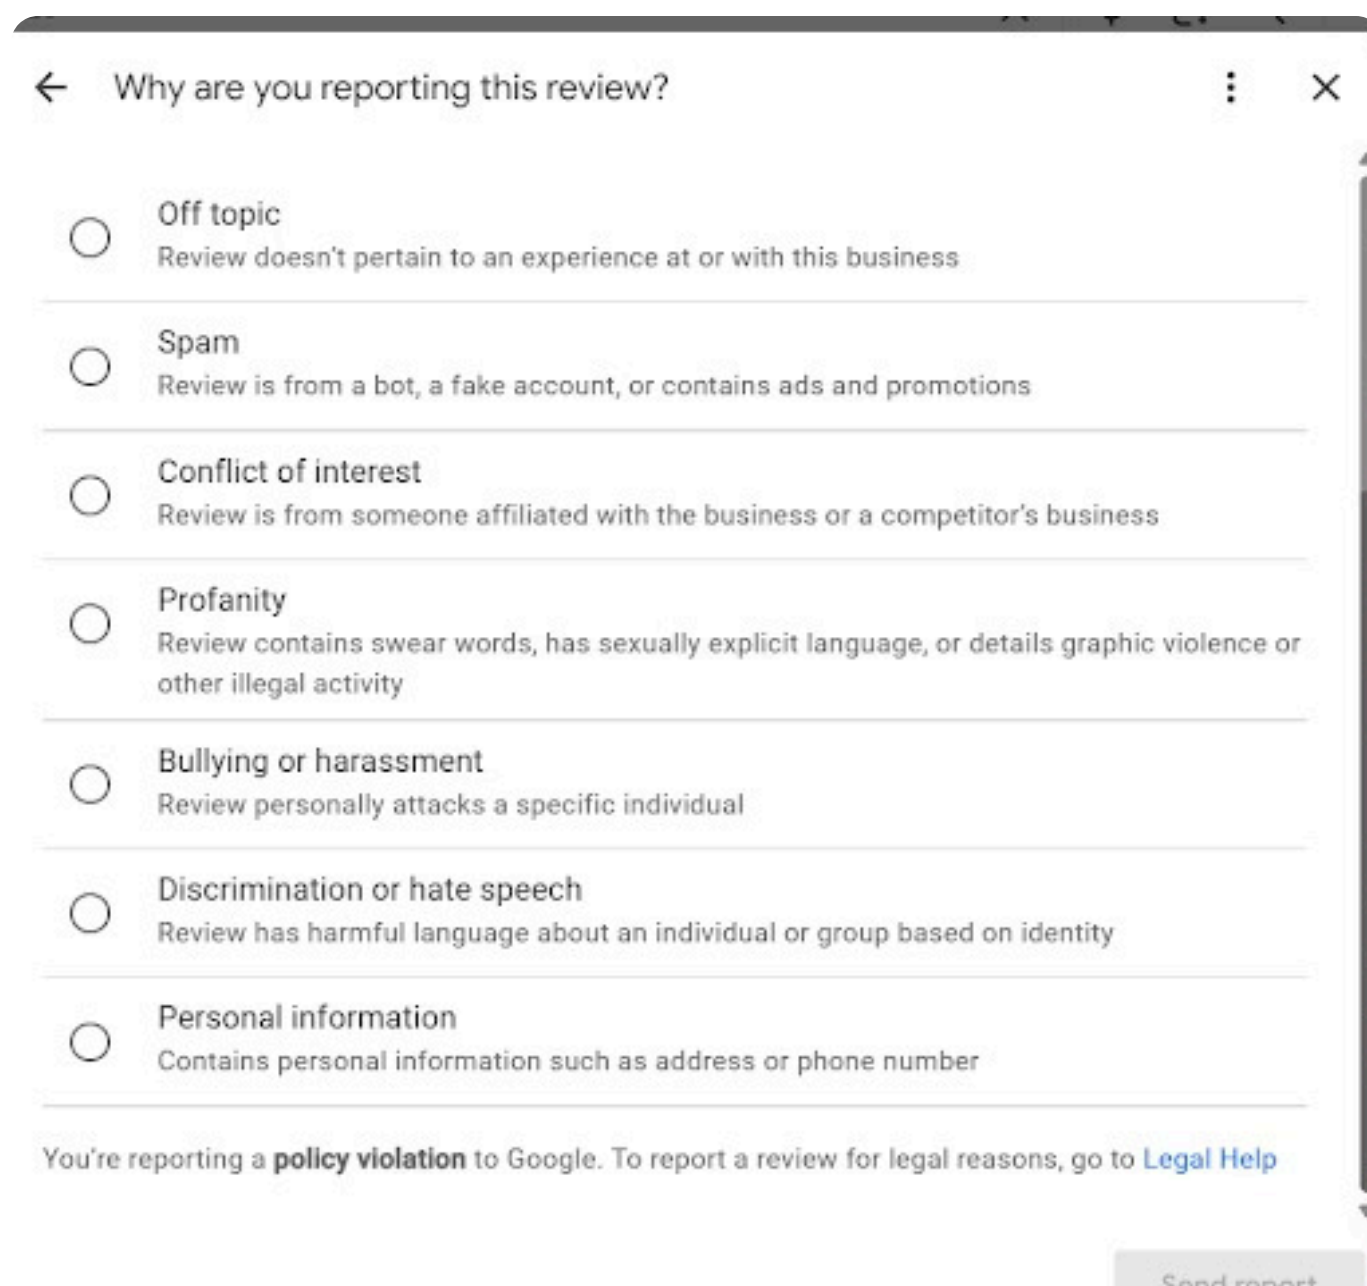 Why are you reporting this review?
Off topic
Review doesn't pertain to an experience at or with this business
Spam
Review is from a bot, a fake account, or contains ads and promotions
Conflict of interest
Review is from someone affiliated with the business or a competitor's business
Profanity
Review contains swear words, has sexually explicit language, or details graphic violence or
other illegal activity
Bullying or harassment
Review personally attacks a specific individual
Discrimination or hate speech
Review has harmful language about an individual or group based on identity
Personal information
Contains personal information such as address or phone number
You're reporting a policy violation to Google. To report a review for legal reasons, go to Legal Help
Send report